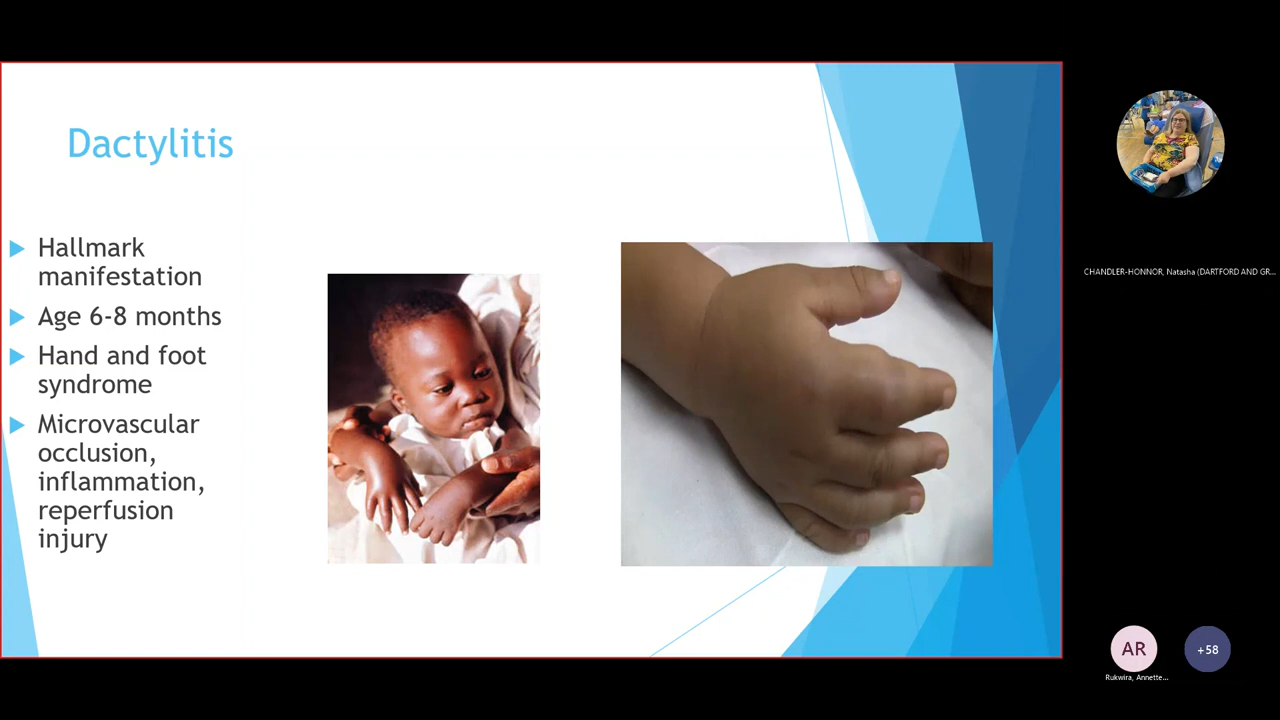 Dactylitis
Hallmark
manifestation
Age 6-8 months
Hand and foot
syndrome
Microvascular
occlusion,
inflammation,
reperfusion
injury
CHANDLER-HONNOR, Natasha (DARTFORD AND GR...
AR
+58
Rukwira, Annette...